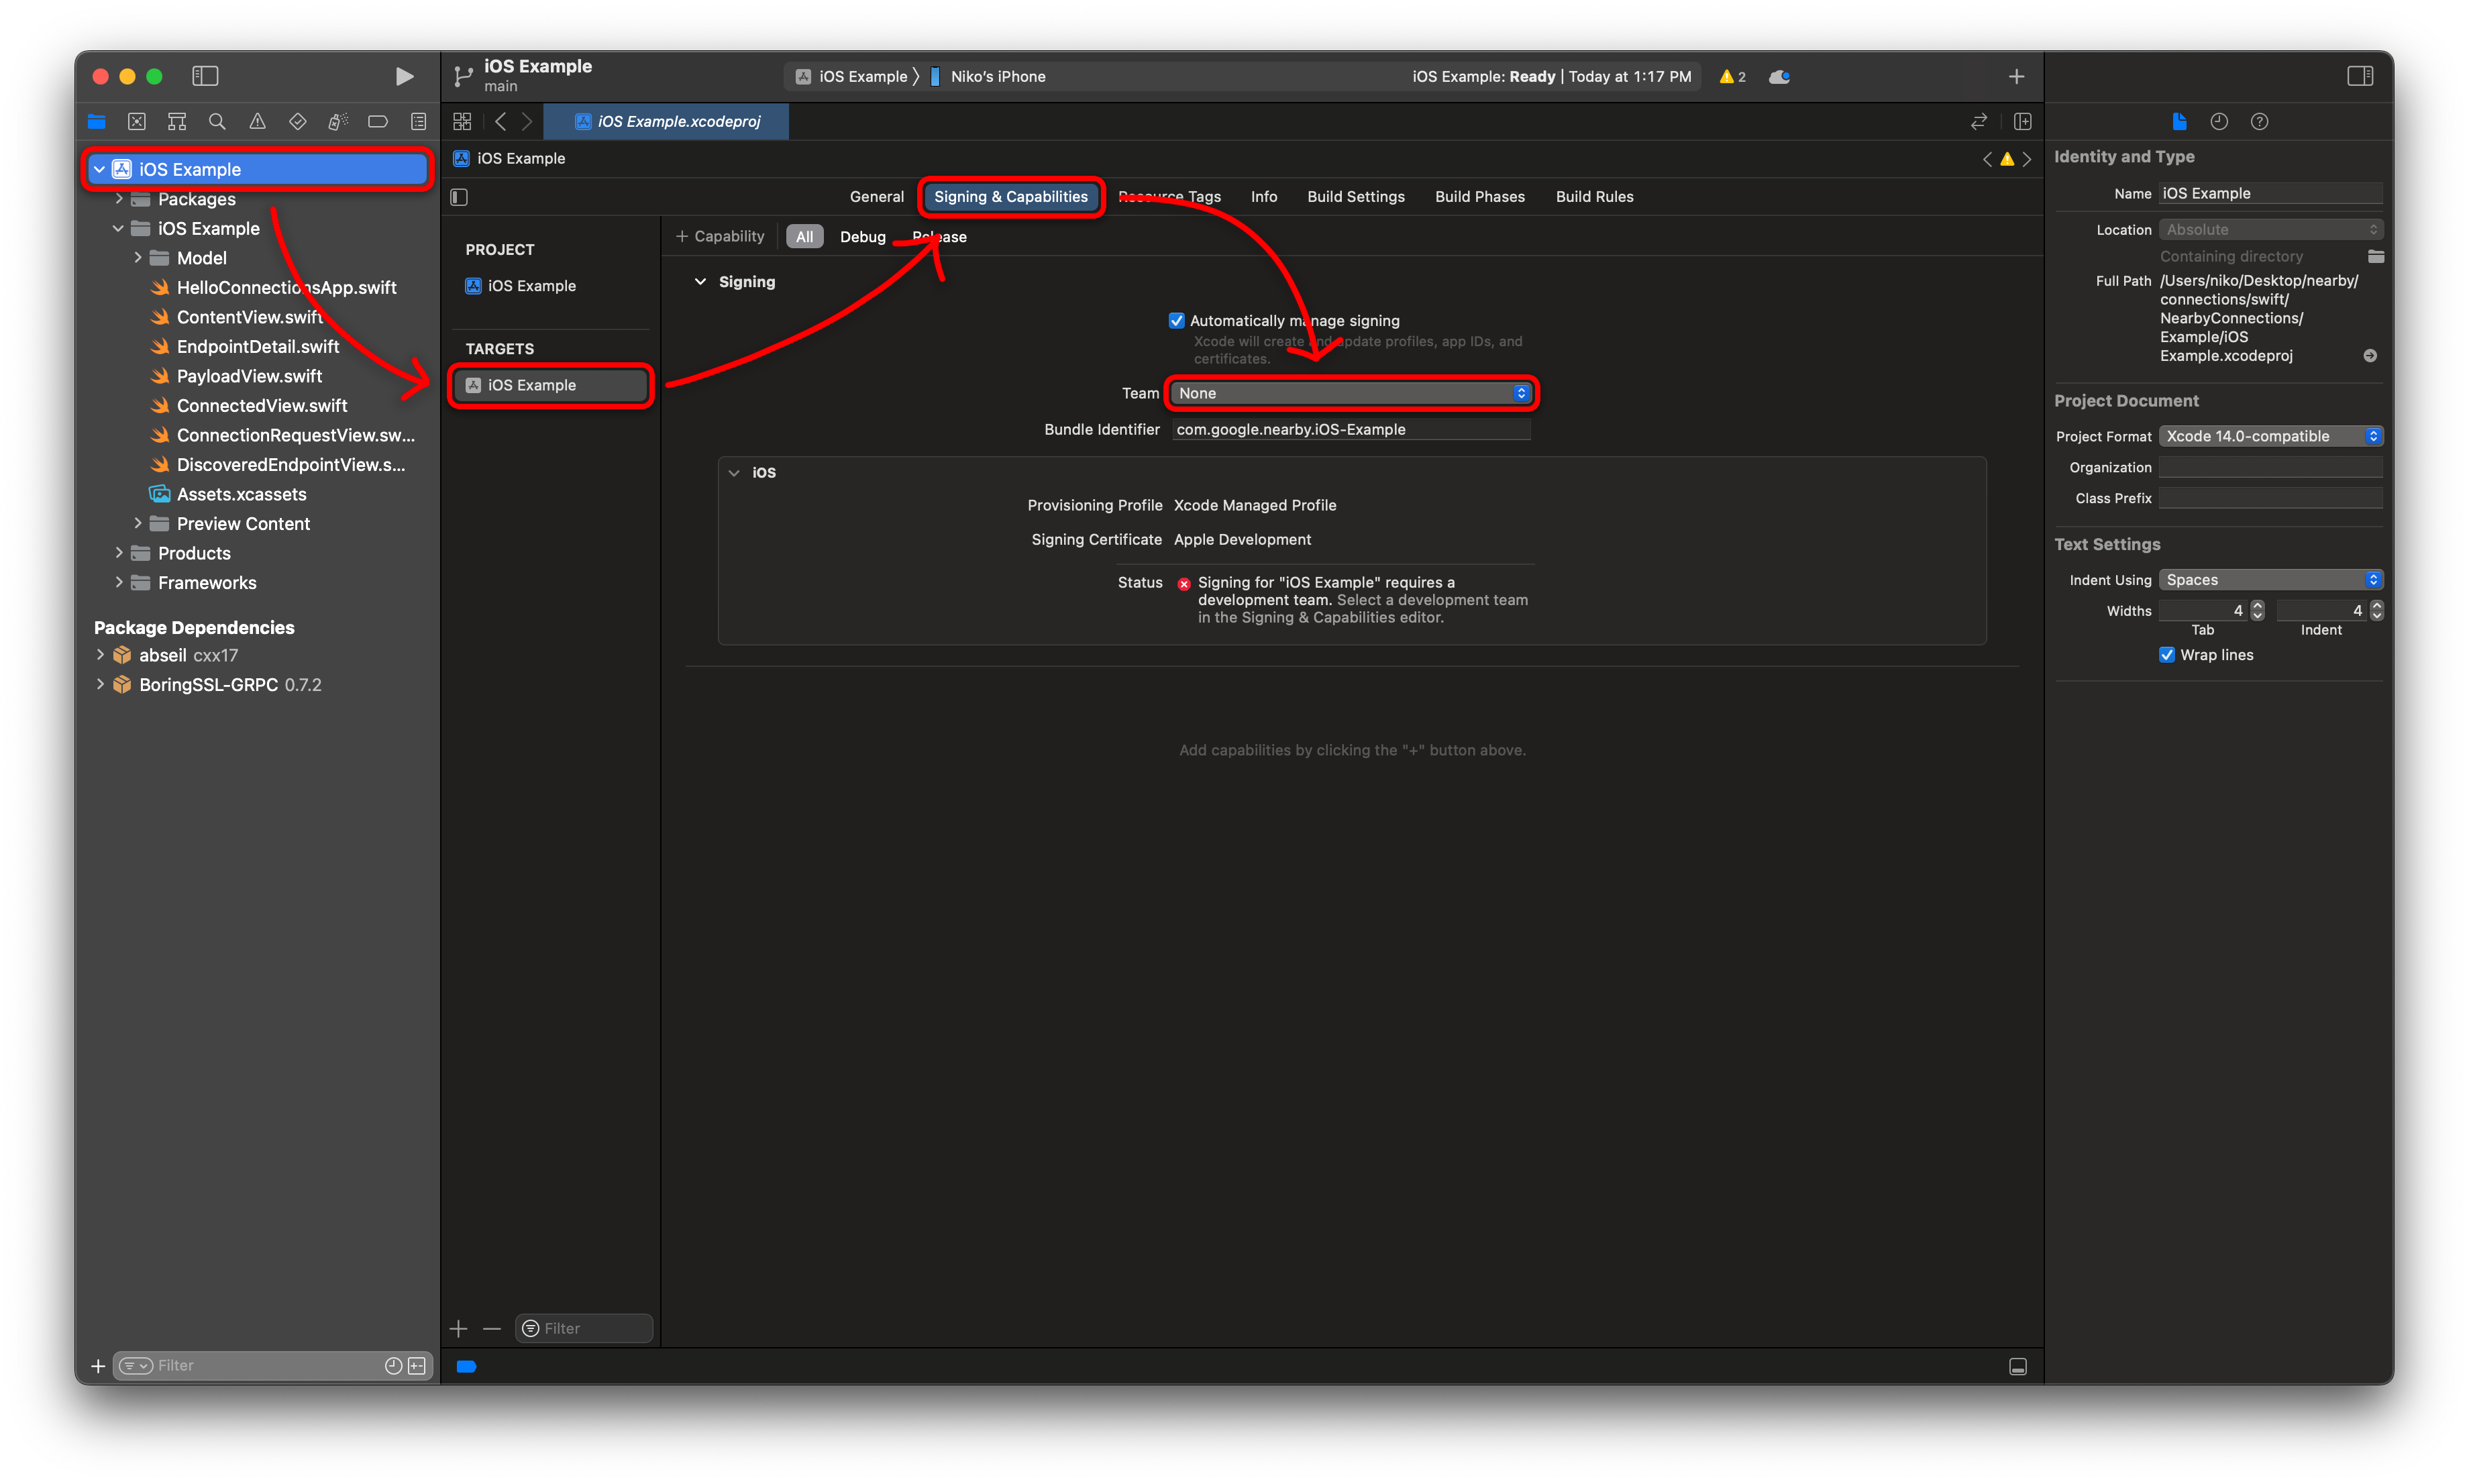 iOS Example
main
iOS Example
Niko's iPhone
iOS Example: Ready | Today at 1:17 PM
2
iOS Example.xcodeproj
iOS Example
Packages
iOS Example
Model
HelloConnectionsApp.swift
ContentView.swift
EndpointDetail.swift
PayloadView.swift
ConnectedView.swift
ConnectionRequestView.sw...
DiscoveredEndpointView.s...
Assets.xcassets
Preview Content
Products
Frameworks
Package Dependencies
abseil cxx17
BoringSSL-GRPC 0.7.2
Filter
iOS Example
General
Signing & Capabilities
Resource Tags
Info
Build Settings
Build Phases
Build Rules
PROJECT
iOS Example
TARGETS
iOS Example
Filter
+ Capability
All
Debug
Release
Signing
Automatically manage signing
Xcode will create and update profiles, app IDs, and
certificates.
Team None
Bundle Identifier com.google.nearby.iOS-Example
iOS
Provisioning Profile Xcode Managed Profile
Signing Certificate Apple Development
Status Signing for "iOS Example" requires a
development team. Select a development team
in the Signing & Capabilities editor.
Add capabilities by clicking the "+" button above.
Identity and Type
Name iOS Example
Location Absolute
Containing directory
Full Path /Users/niko/Desktop/nearby/
connections/swift/
NearbyConnections/
Example/iOS
Example.xcodeproj
Project Document
Project Format Xcode 14.0-compatible
Organization
Class Prefix
Text Settings
Indent Using Spaces
Widths 4 4
Tab Indent
Wrap lines